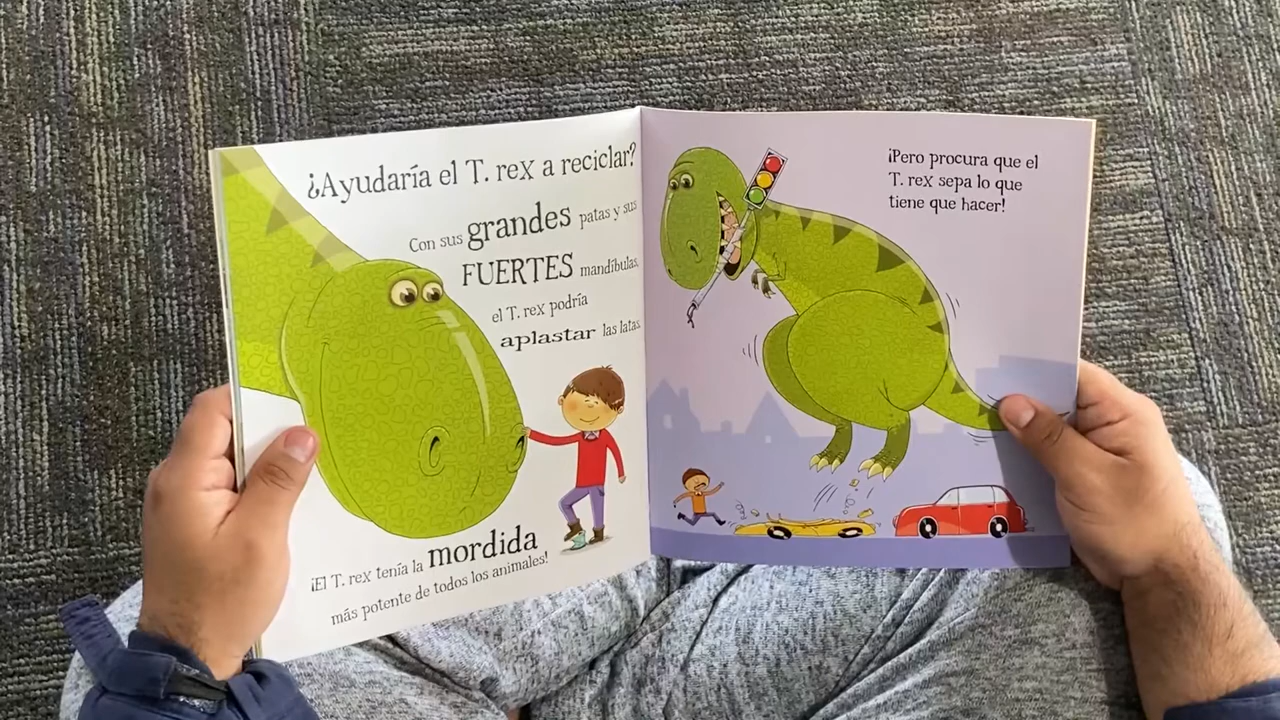 ¿Ayudaría el T. rex a reciclar?
Con sus grandes patas y sus
FUERTES mandíbulas,
el T. rex podría
aplastar las latas.
¡El T. rex tenía la mordida
más potente de todos los animales!
¡Pero procura que el
T. rex sepa lo que
tiene que hacer!